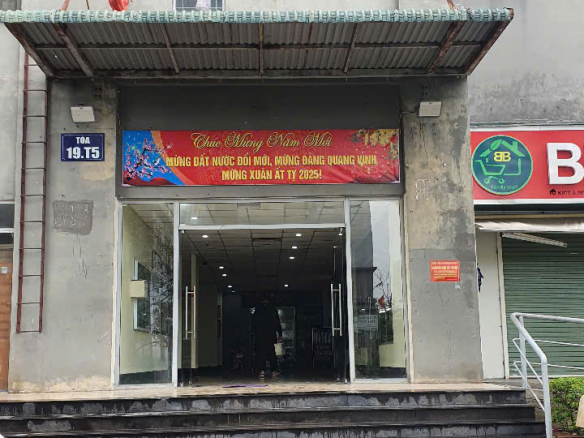 Chúc Mừng Năm Mới
MỪNG ĐẤT NƯỚC ĐỔI MỚI, MỪNG ĐẢNG QUANG VINH
MỪNG XUÂN ẤT TỴ 2025!
TÒA
19.T5
BB
B